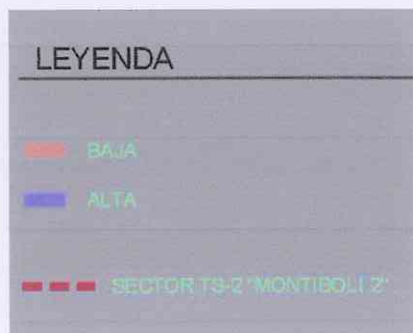 LEYENDA
BAJA
ALTA
SECTOR TS-2 "MONTIBOLI 2"